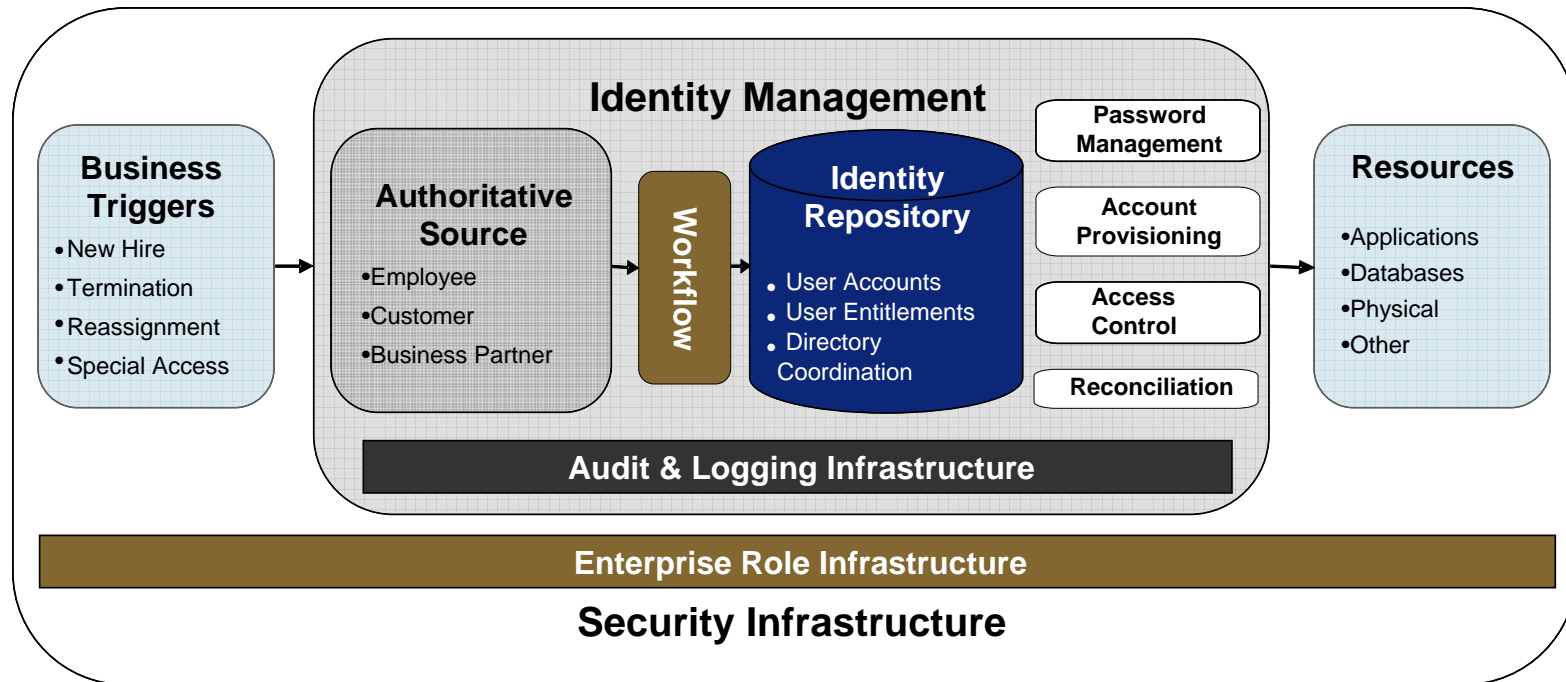 Identity Management
Business
Triggers
•New Hire
•Termination
•Reassignment
•Special Access
Authoritative
Source
•Employee
•Customer
•Business Partner
Workflow
Identity
Repository
• User Accounts
• User Entitlements
• Directory
Coordination
Password
Management
Account
Provisioning
Access
Control
Reconciliation
Resources
•Applications
•Databases
•Physical
•Other
Audit & Logging Infrastructure
Enterprise Role Infrastructure
Security Infrastructure